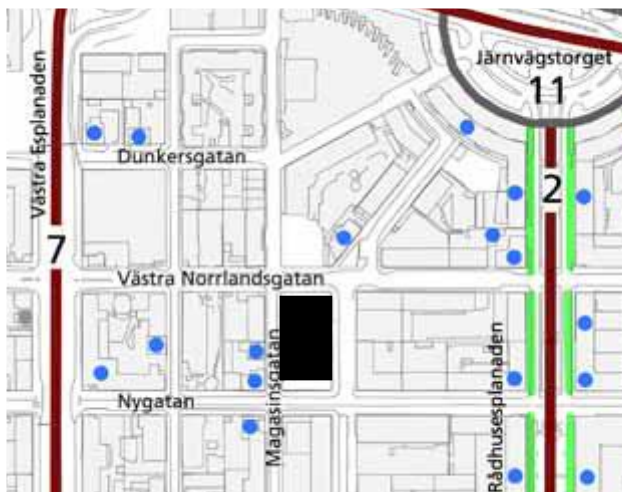 Järnvägstorget
11
Västra Esplanaden
Dunkersgatan
2
7
Västra Norrlandsgatan
Magasinsgatan
Rådhusesplanaden
Nygatan